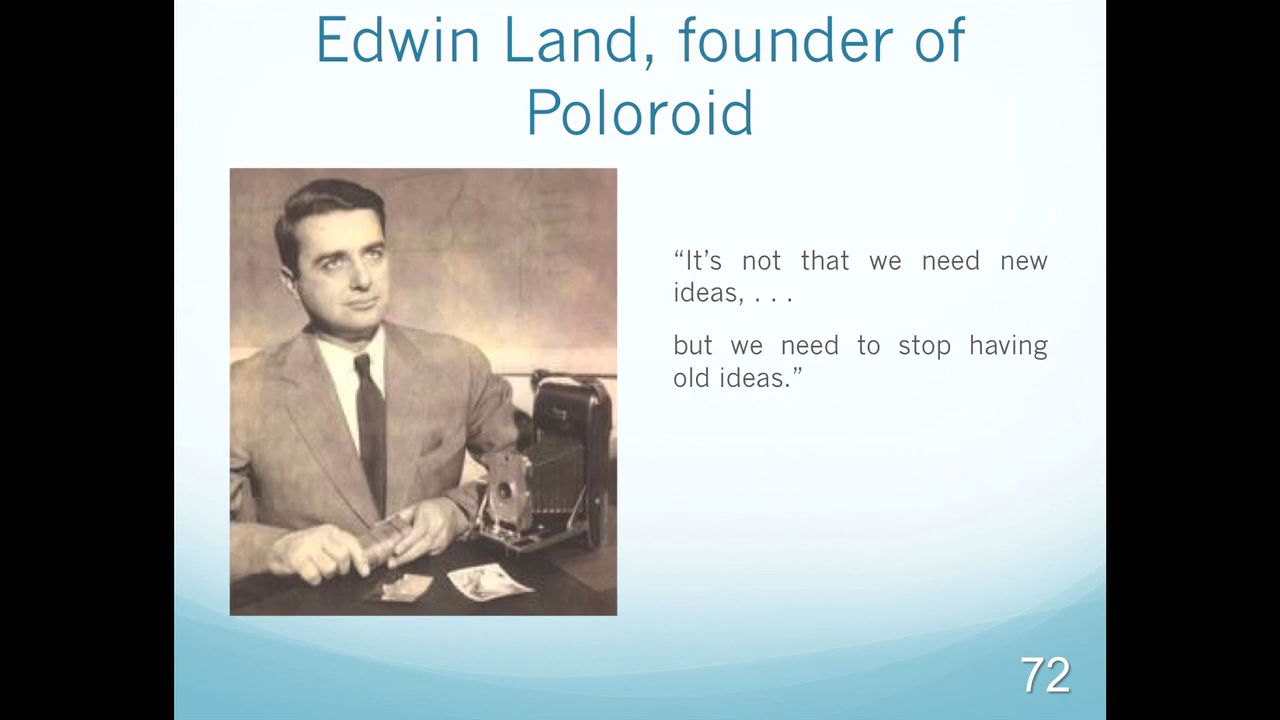 Edwin Land, founder of
Poloroid
“It’s not that we need new
ideas, . . .
but we need to stop having
old ideas.”
72